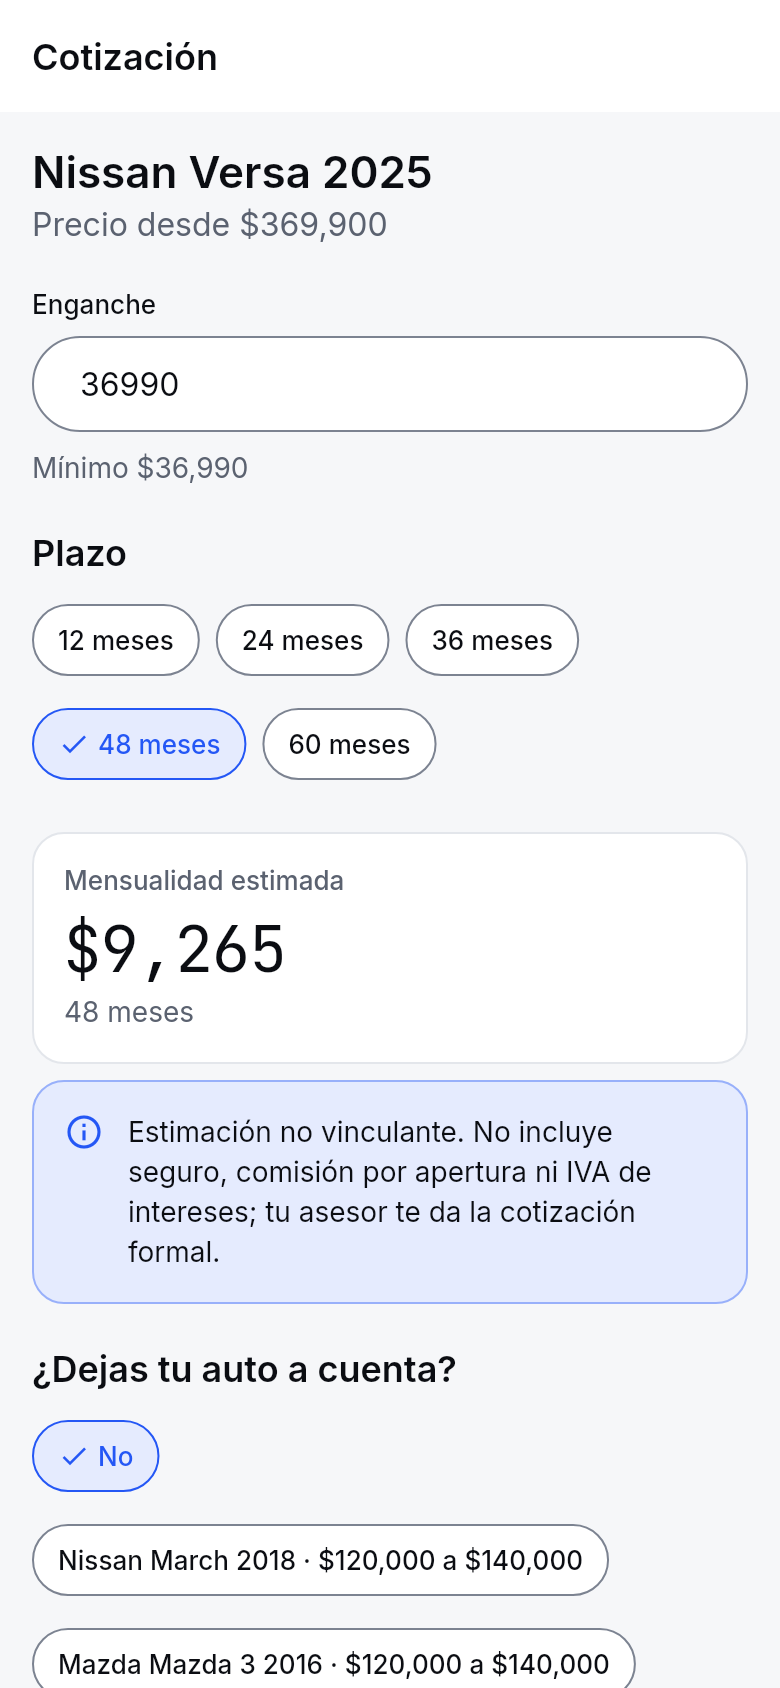 Cotización
Nissan Versa 2025
Precio desde $369,900
Enganche
36990
Mínimo $36,990
Plazo
12 meses
24 meses
36 meses
48 meses
60 meses
Mensualidad estimada
$9,265
48 meses
Estimación no vinculante. No incluye
seguro, comisión por apertura ni IVA de
intereses; tu asesor te da la cotización
formal.
¿Dejas tu auto a cuenta?
No
Nissan March 2018 · $120,000 a $140,000
Mazda Mazda 3 2016 · $120,000 a $140,000